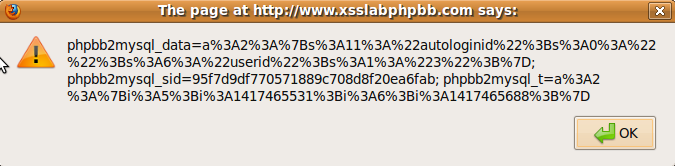 The page at http://www.xsslabphpbb.com says:
phpbb2mysql_data=a%3A2%3A%7Bs%3A11%3A%22autologinid%22%3Bs%3A0%3A%22
%22%3Bs%3A6%3A%22userid%22%3Bs%3A1%3A%223%22%3B%7D;
phpbb2mysql_sid=95f7d9df770571889c708d8f20ea6fab; phpbb2mysql_t=a%3A2
%3A%7Bi%3A5%3Bi%3A1417465531%3Bi%3A6%3Bi%3A1417465688%3B%7D
OK